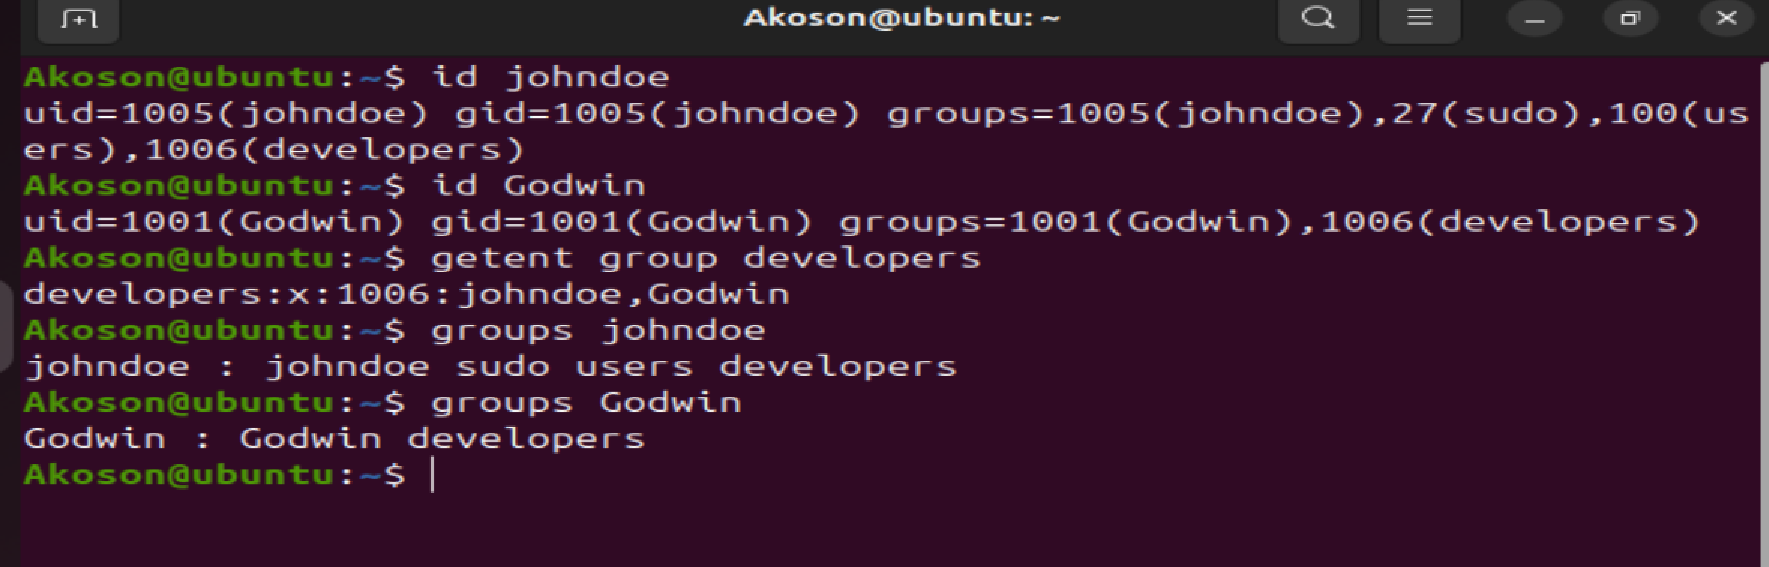 Akoson@ubuntu: ~
Akoson@ubuntu:~$ id johndoe
uid=1005(johndoe) gid=1005(johndoe) groups=1005(johndoe),27(sudo),100(us
ers),1006(developers)
Akoson@ubuntu:~$ id Godwin
uid=1001(Godwin) gid=1001(Godwin) groups=1001(Godwin),1006(developers)
Akoson@ubuntu:~$ getent group developers
developers:x:1006:johndoe,Godwin
Akoson@ubuntu:~$ groups johndoe
johndoe : johndoe sudo users developers
Akoson@ubuntu:~$ groups Godwin
Godwin : Godwin developers
Akoson@ubuntu:~$